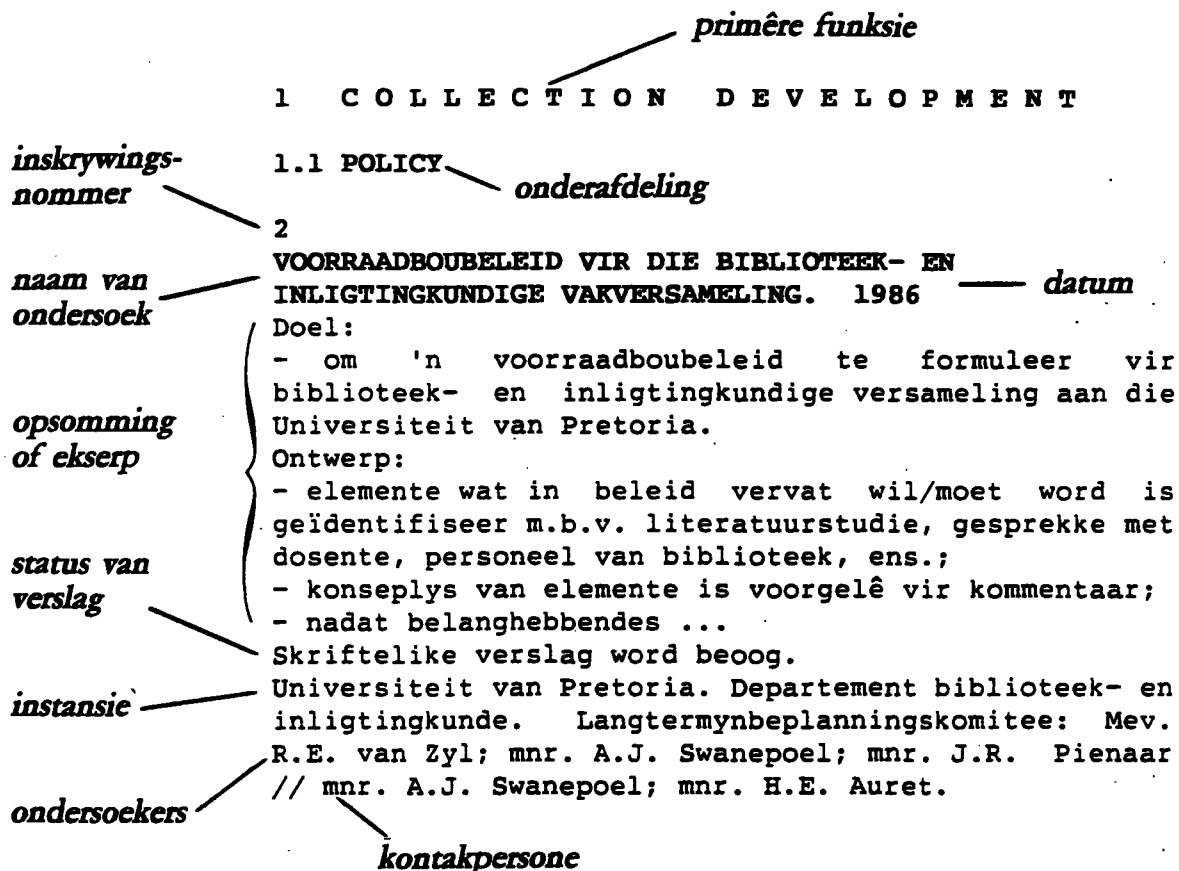 primêre funksie
1 COLLECTION DEVELOPMENT
inskrywings-
nommer
1.1 POLICY
onderafdeling
2
naam van
ondersoek
VOORRAADBOUBELEID VIR DIE BIBLIOTEEK- EN
INLIGTINGKUNDIGE VAKVERSAMELING. 1986
datum
Doel:
- om 'n voorraadboubeleid te formuleer vir
biblioteek- en inligtingkundige versameling aan die
Universiteit van Pretoria.
opsomming
of ekserp
Ontwerp:
- elemente wat in beleid vervat wil/moet word is
geïdentifiseer m.b.v. literatuurstudie, gesprekke met
dosente, personeel van biblioteek, ens.;
- konseplys van elemente is voorgelê vir kommentaar;
- nadat belanghebbendes ...
status van
verslag
Skriftelike verslag word beoog.
instansie
Universiteit van Pretoria. Departement biblioteek- en
inligtingkunde. Langtermynbeplanningskomitee: Mev.
R.E. van Zyl; mnr. A.J. Swanepoel; mnr. J.R. Pienaar
// mnr. A.J. Swanepoel; mnr. H.E. Auret.
ondersoekers
kontakpersone